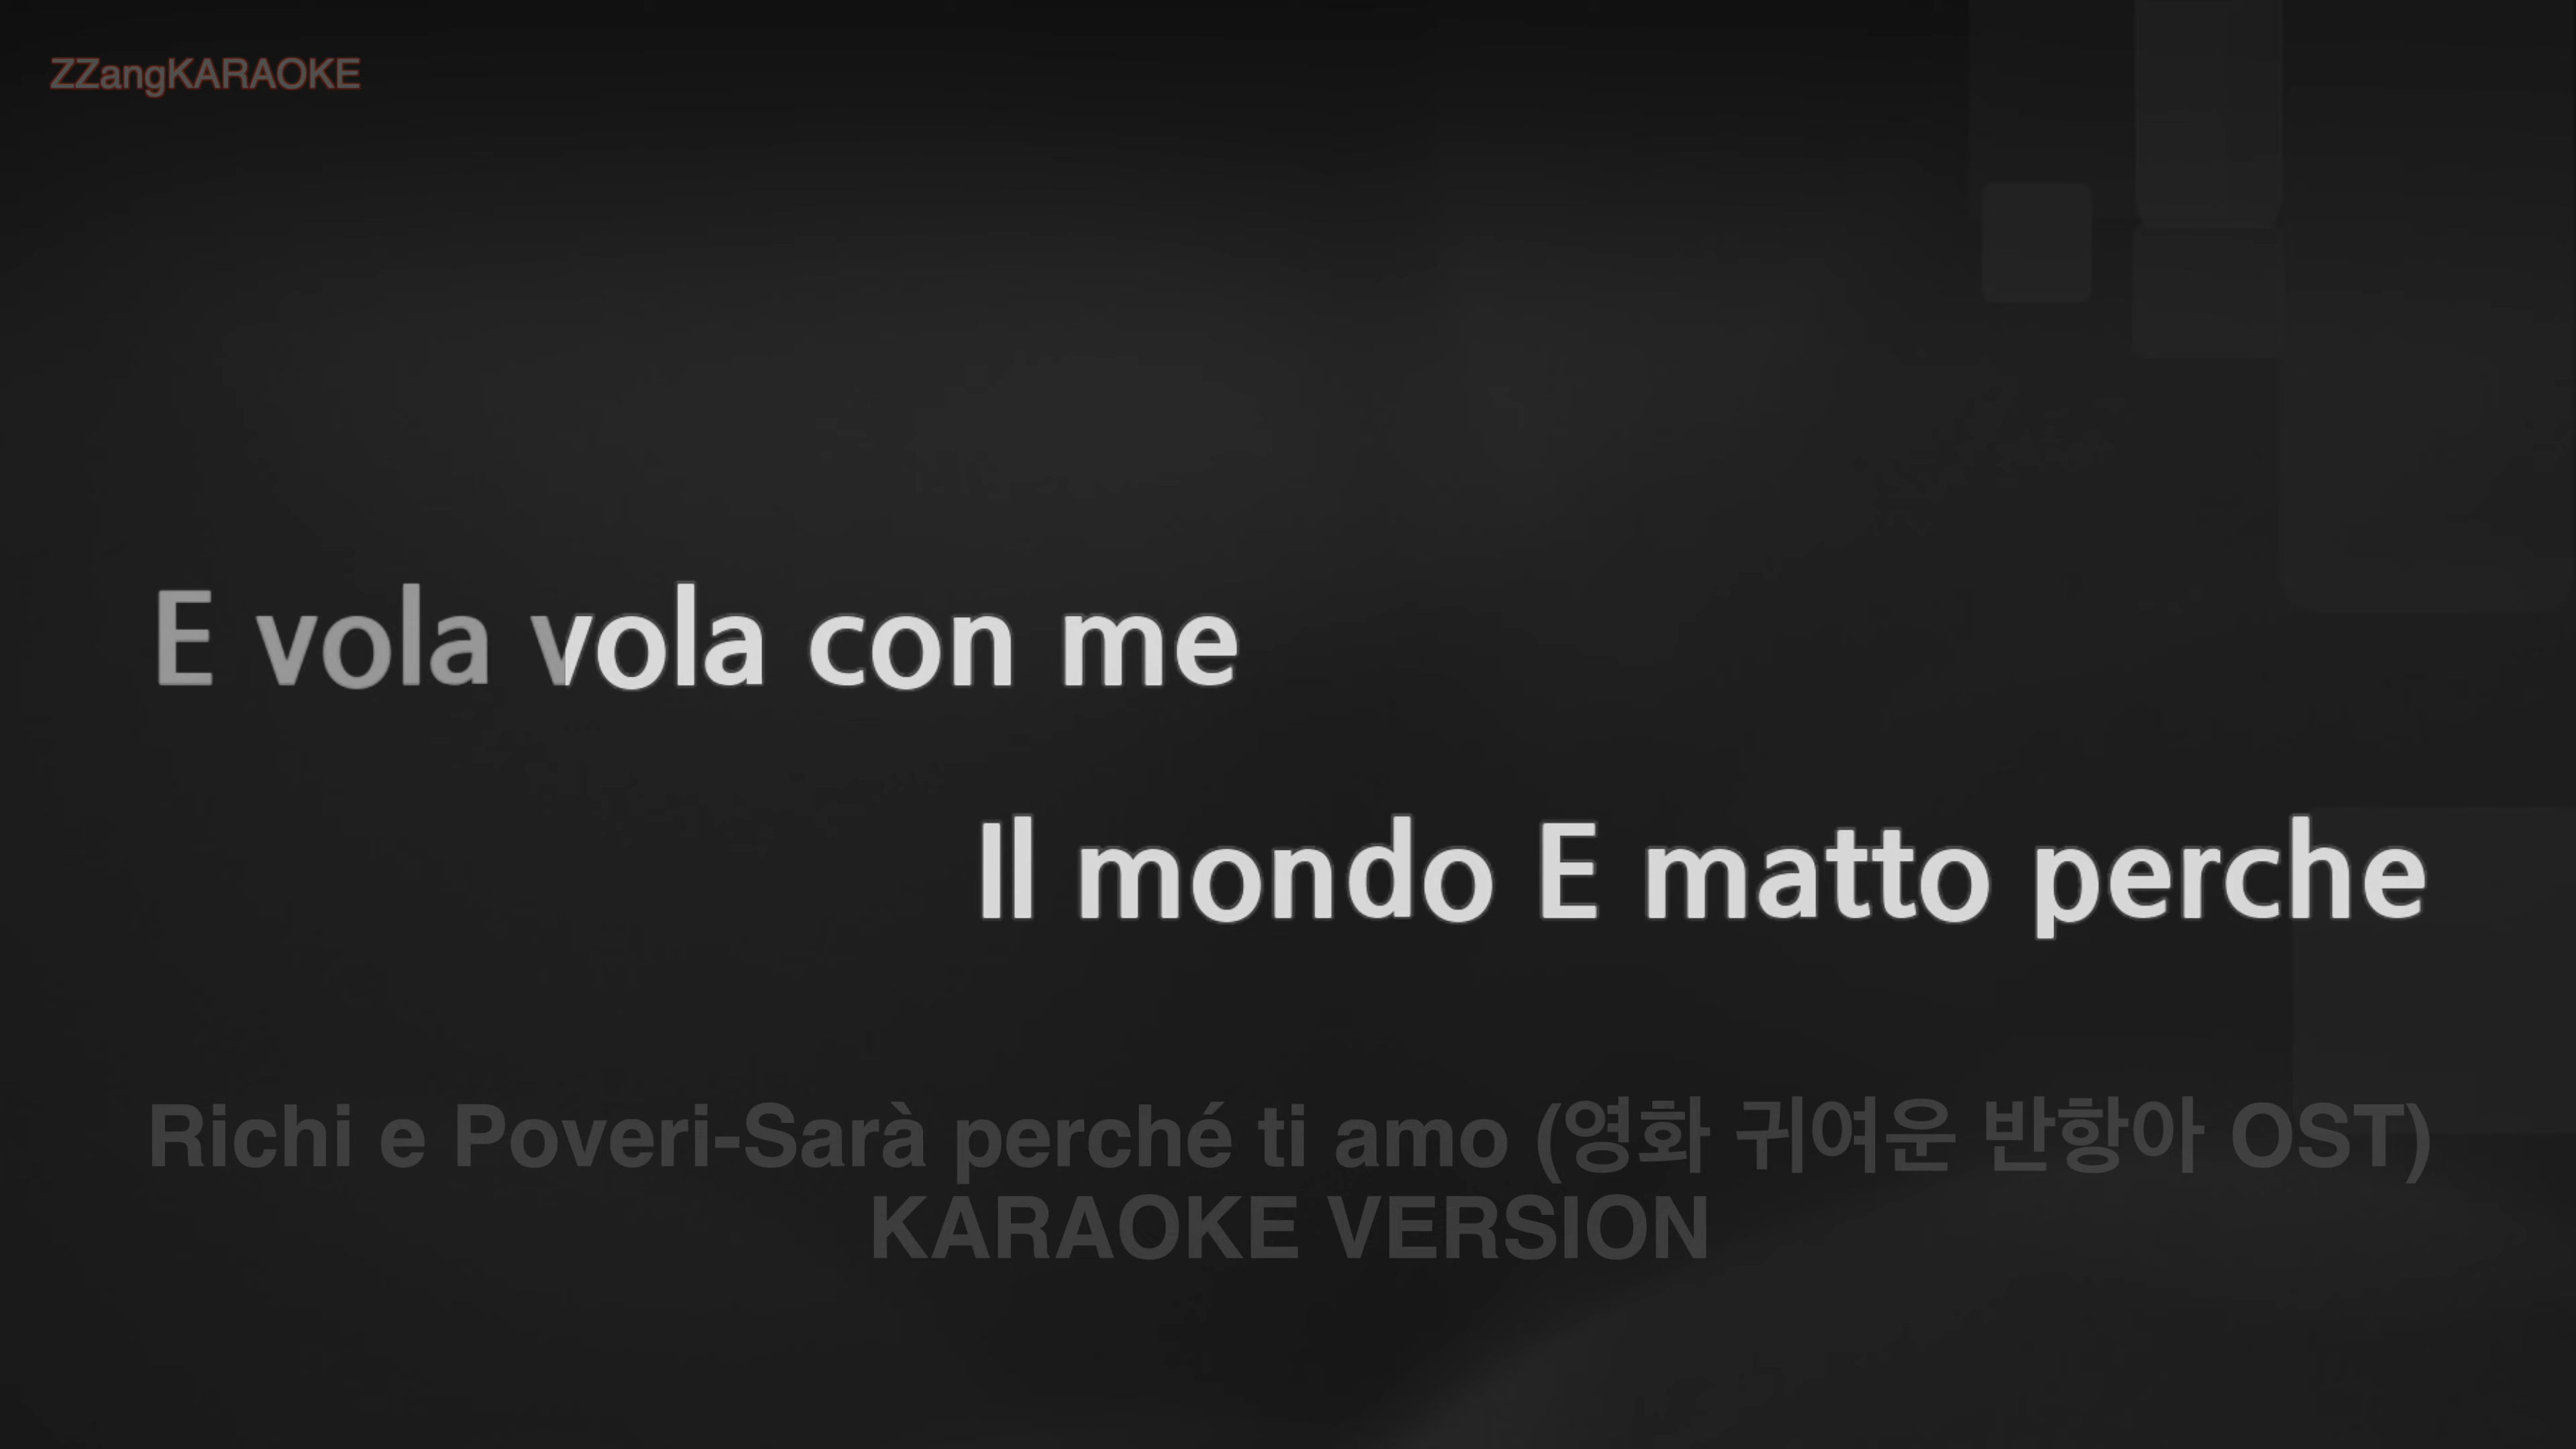 ZZangKARAOKE
E vola vola con me
Il mondo E matto perche
Richi e Poveri-Sarà perché ti amo (영화 귀여운 반항아 OST)
KARAOKE VERSION